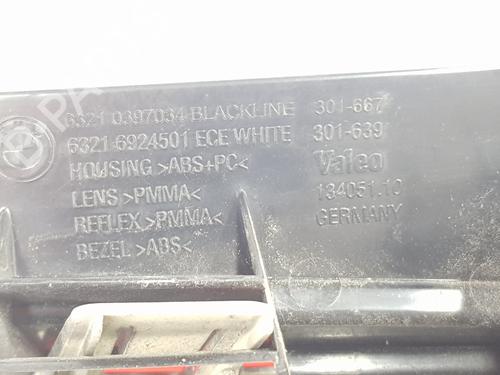 6321 0397034 BLACKLINE 301-667
6321-6924501 ECE WHITE 301-639
HOUSING >ABS+PC< Valeo
LENS >PMMA< 134051.10
REFLEX >PMMA< GERMANY
BEZEL >ABS<